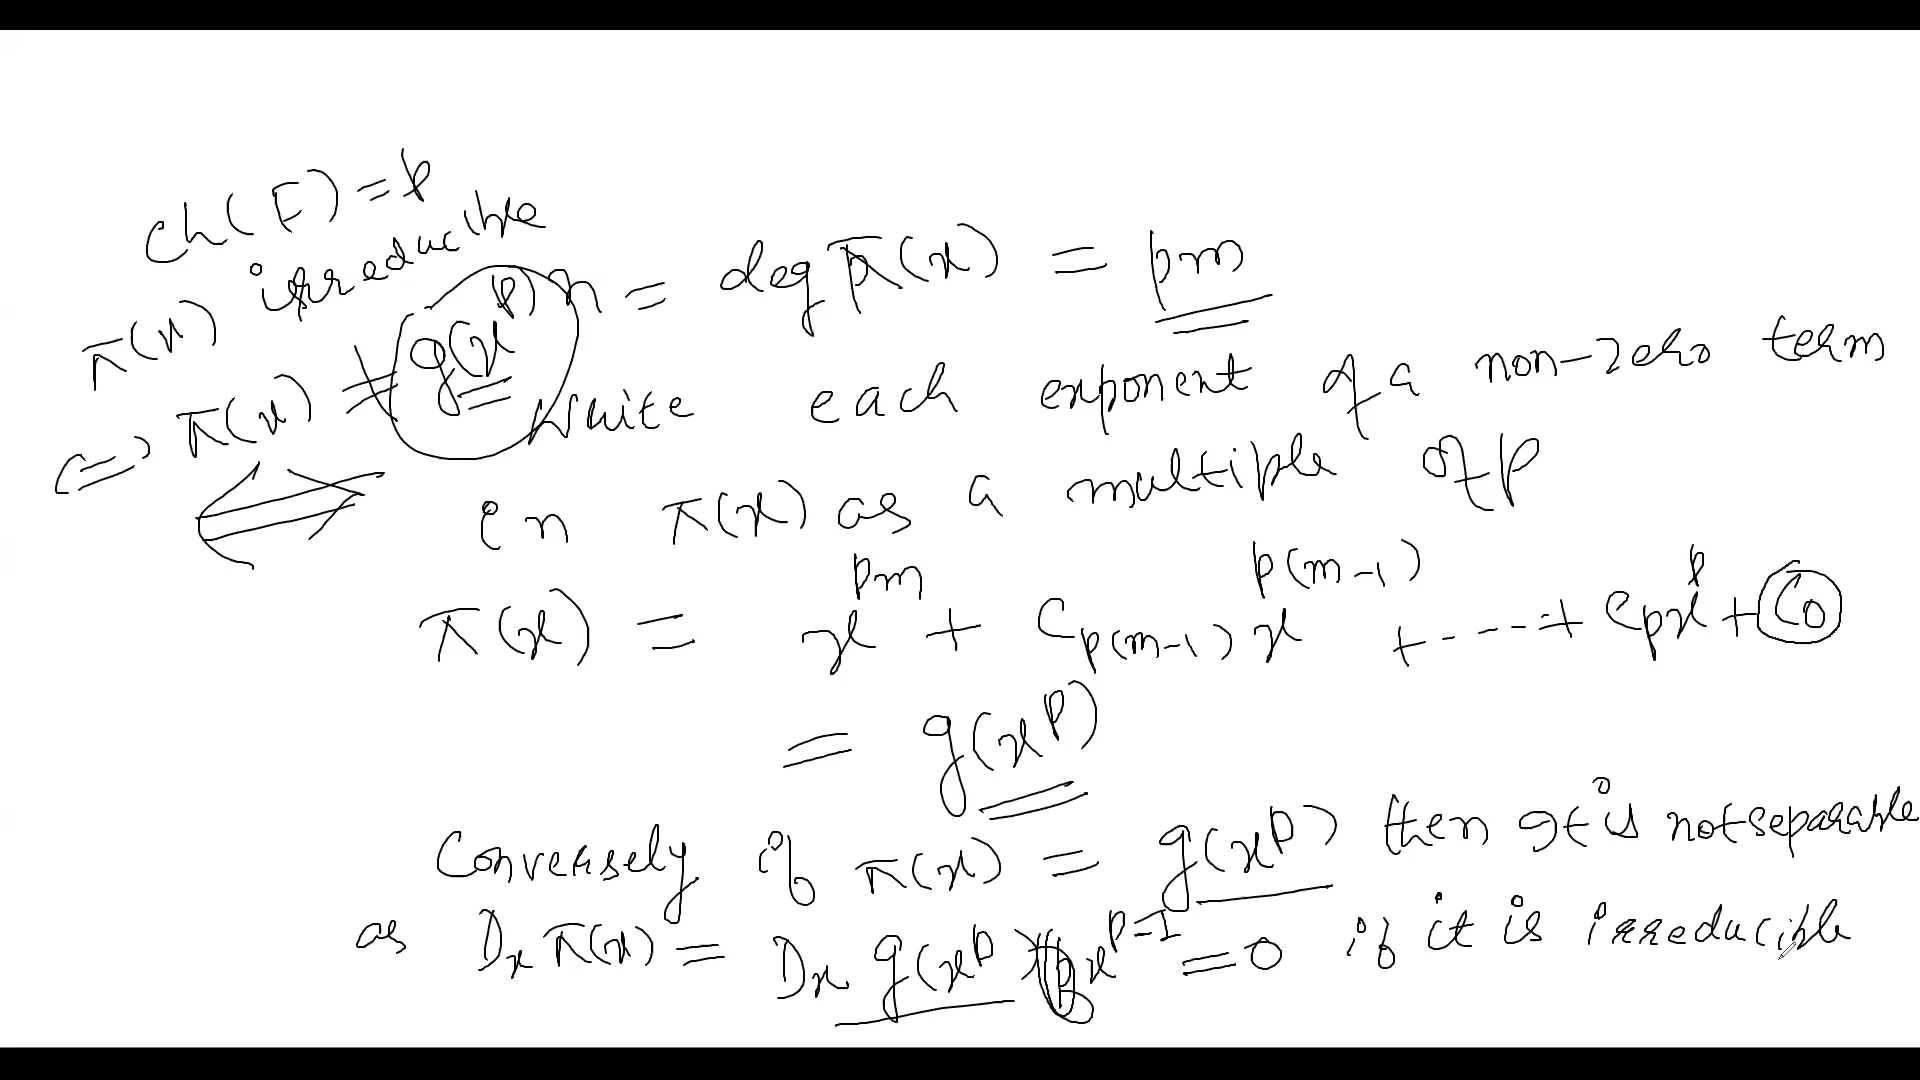 Ch(F) = p
π(x) irreducible
⇔ π(x) ≠ g(x^p)
⇔
n = deg π(x) = pm
Write each exponent of a non-zero term
in π(x) as a multiple of p
π(x) = x^{pm} + C_{p(m-1)} x^{p(m-1)} + ---- + C_p x^p + C_0
= g(x^p)
Conversely if π(x) = g(x^p) then it is not separable
as D_x π(x) = D_x g(x^p) p x^{p-1} = 0 if it is irreducible